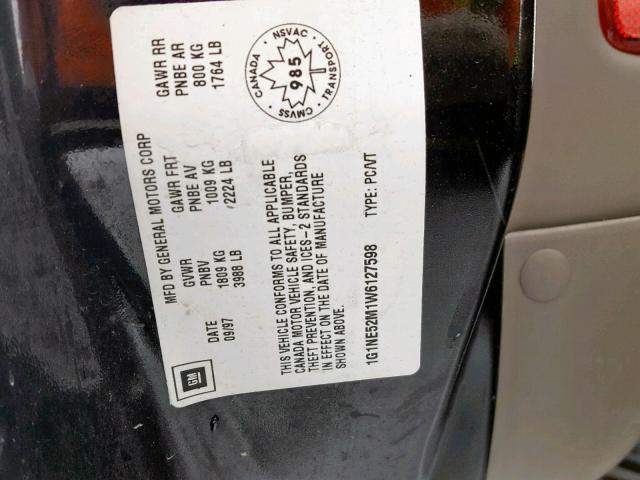 MFD BY GENERAL MOTORS CORP
DATE GVWR GAWR FRT GAWR RR
09/97 PNBV PNBE AV PNBE AR
1809 KG 1009 KG 800 KG
3988 LB 2224 LB 1764 LB
GM
THIS VEHICLE CONFORMS TO ALL APPLICABLE
CANADA MOTOR VEHICLE SAFETY, BUMPER,
THEFT PREVENTION, AND ICES-2 STANDARDS
IN EFFECT ON THE DATE OF MANUFACTURE
SHOWN ABOVE.
CANADA NSVAC
985
CMVSS TRANSPORT
1G1NE52M1W6127598 TYPE: PC/VT